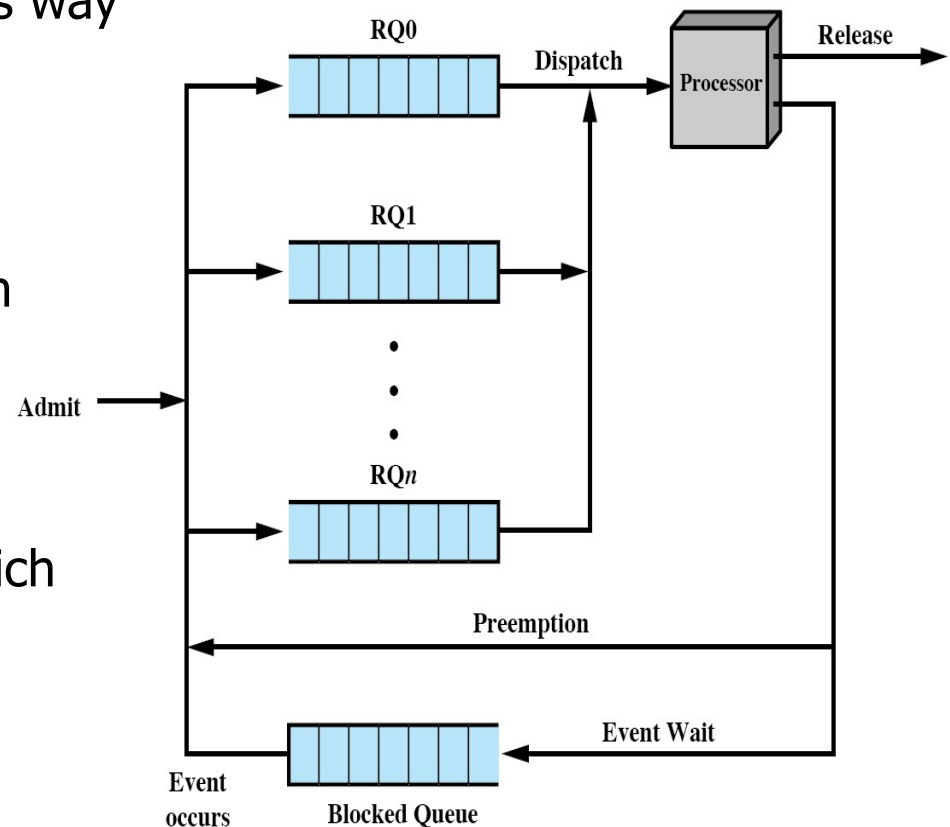 s way
RQ0
Dispatch
Processor
Release
RQ1
n
Admit
RQn
ich
Preemption
Event Wait
Event
occurs
Blocked Queue